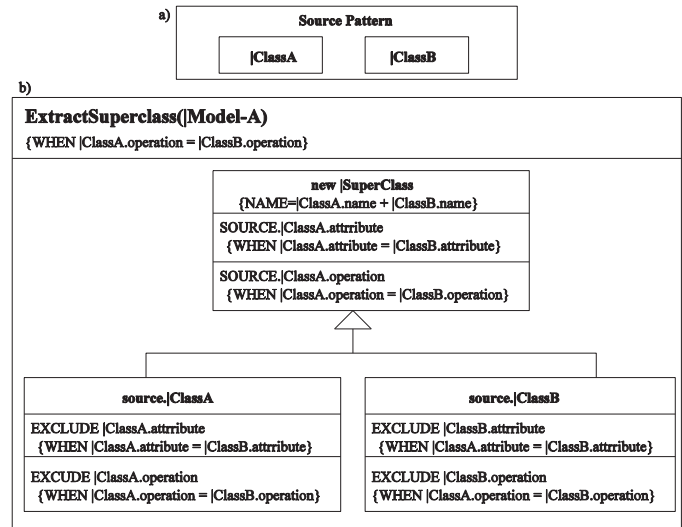 a)
Source Pattern
|ClassA
|ClassB
b)
ExtractSuperclass(|Model-A)
{WHEN |ClassA.operation = |ClassB.operation}
new |SuperClass
{NAME=|ClassA.name + |ClassB.name}
SOURCE.|ClassA.attrribute
{WHEN |ClassA.attribute = |ClassB.attrribute}
SOURCE.|ClassA.operation
{WHEN |ClassA.operation = |ClassB.operation}
source.|ClassA
EXCLUDE |ClassA.attrribute
{WHEN |ClassA.attribute = |ClassB.attrribute}
EXCUDE |ClassA.operation
{WHEN |ClassA.operation = |ClassB.operation}
source.|ClassB
EXCLUDE |ClassB.attrribute
{WHEN |ClassA.attribute = |ClassB.attrribute}
EXCLUDE |ClassB.operation
{WHEN |ClassA.operation = |ClassB.operation}